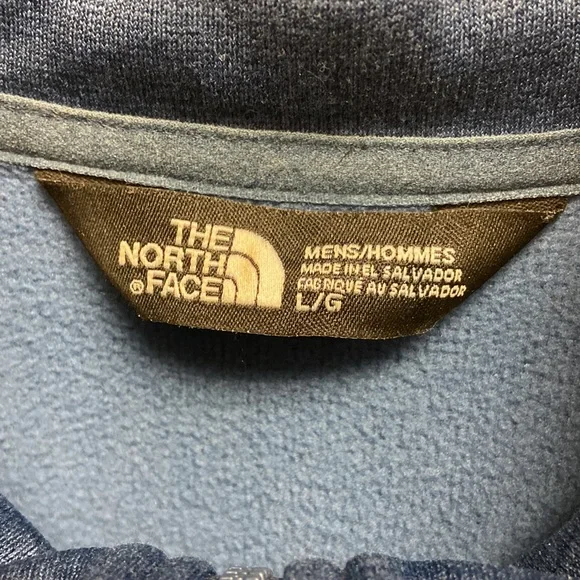 THE
NORTH
® FACE
MENS/HOMMES
MADE IN EL SALVADOR
FABRIQUE AU SALVADOR
L/G